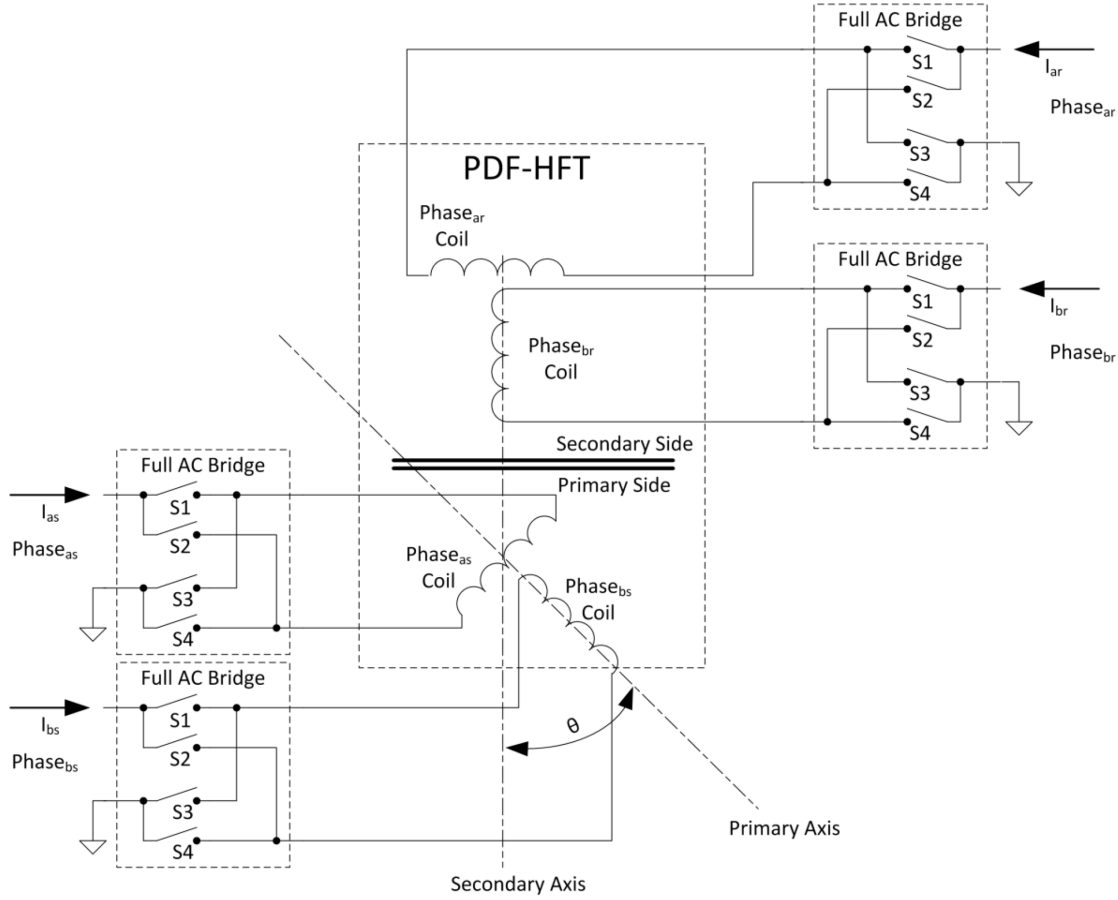 Full AC Bridge
S1
S2
S3
S4
Iar
Phasear
PDF-HFT
Phasear
Coil
Full AC Bridge
S1
S2
S3
S4
Ibr
Phasebr
Phasebr
Coil
Secondary Side
Primary Side
Full AC Bridge
S1
S2
S3
S4
Ias
Phaseas
Phaseas
Coil
Phasebs
Coil
Full AC Bridge
S1
S2
S3
S4
Ibs
Phasebs
θ
Primary Axis
Secondary Axis